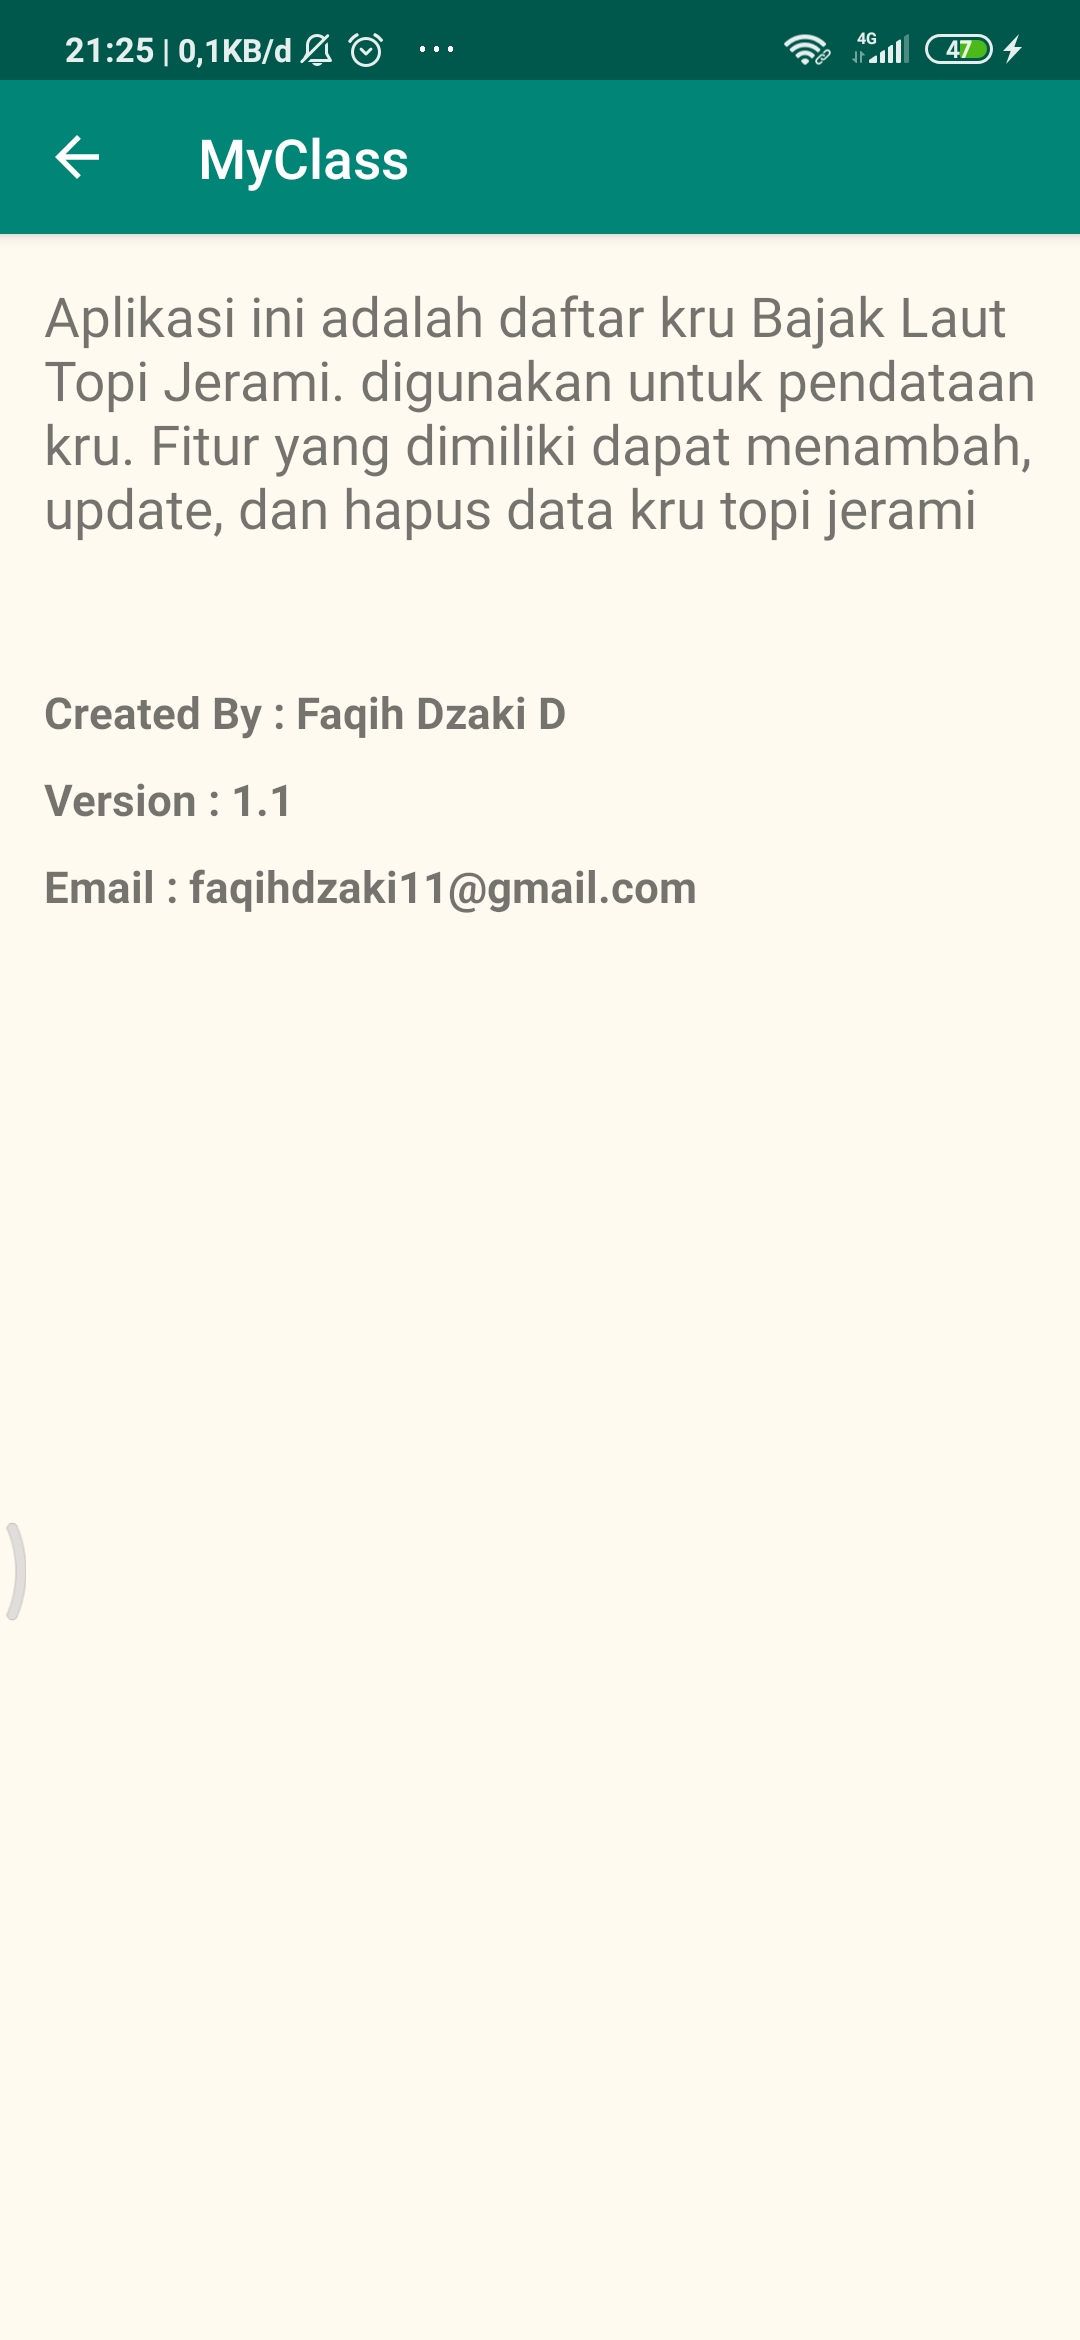 21:25 | 0,1KB/d ... 4G 47
MyClass
Aplikasi ini adalah daftar kru Bajak Laut
Topi Jerami. digunakan untuk pendataan
kru. Fitur yang dimiliki dapat menambah,
update, dan hapus data kru topi jerami
Created By : Faqih Dzaki D
Version : 1.1
Email : faqihdzaki11@gmail.com